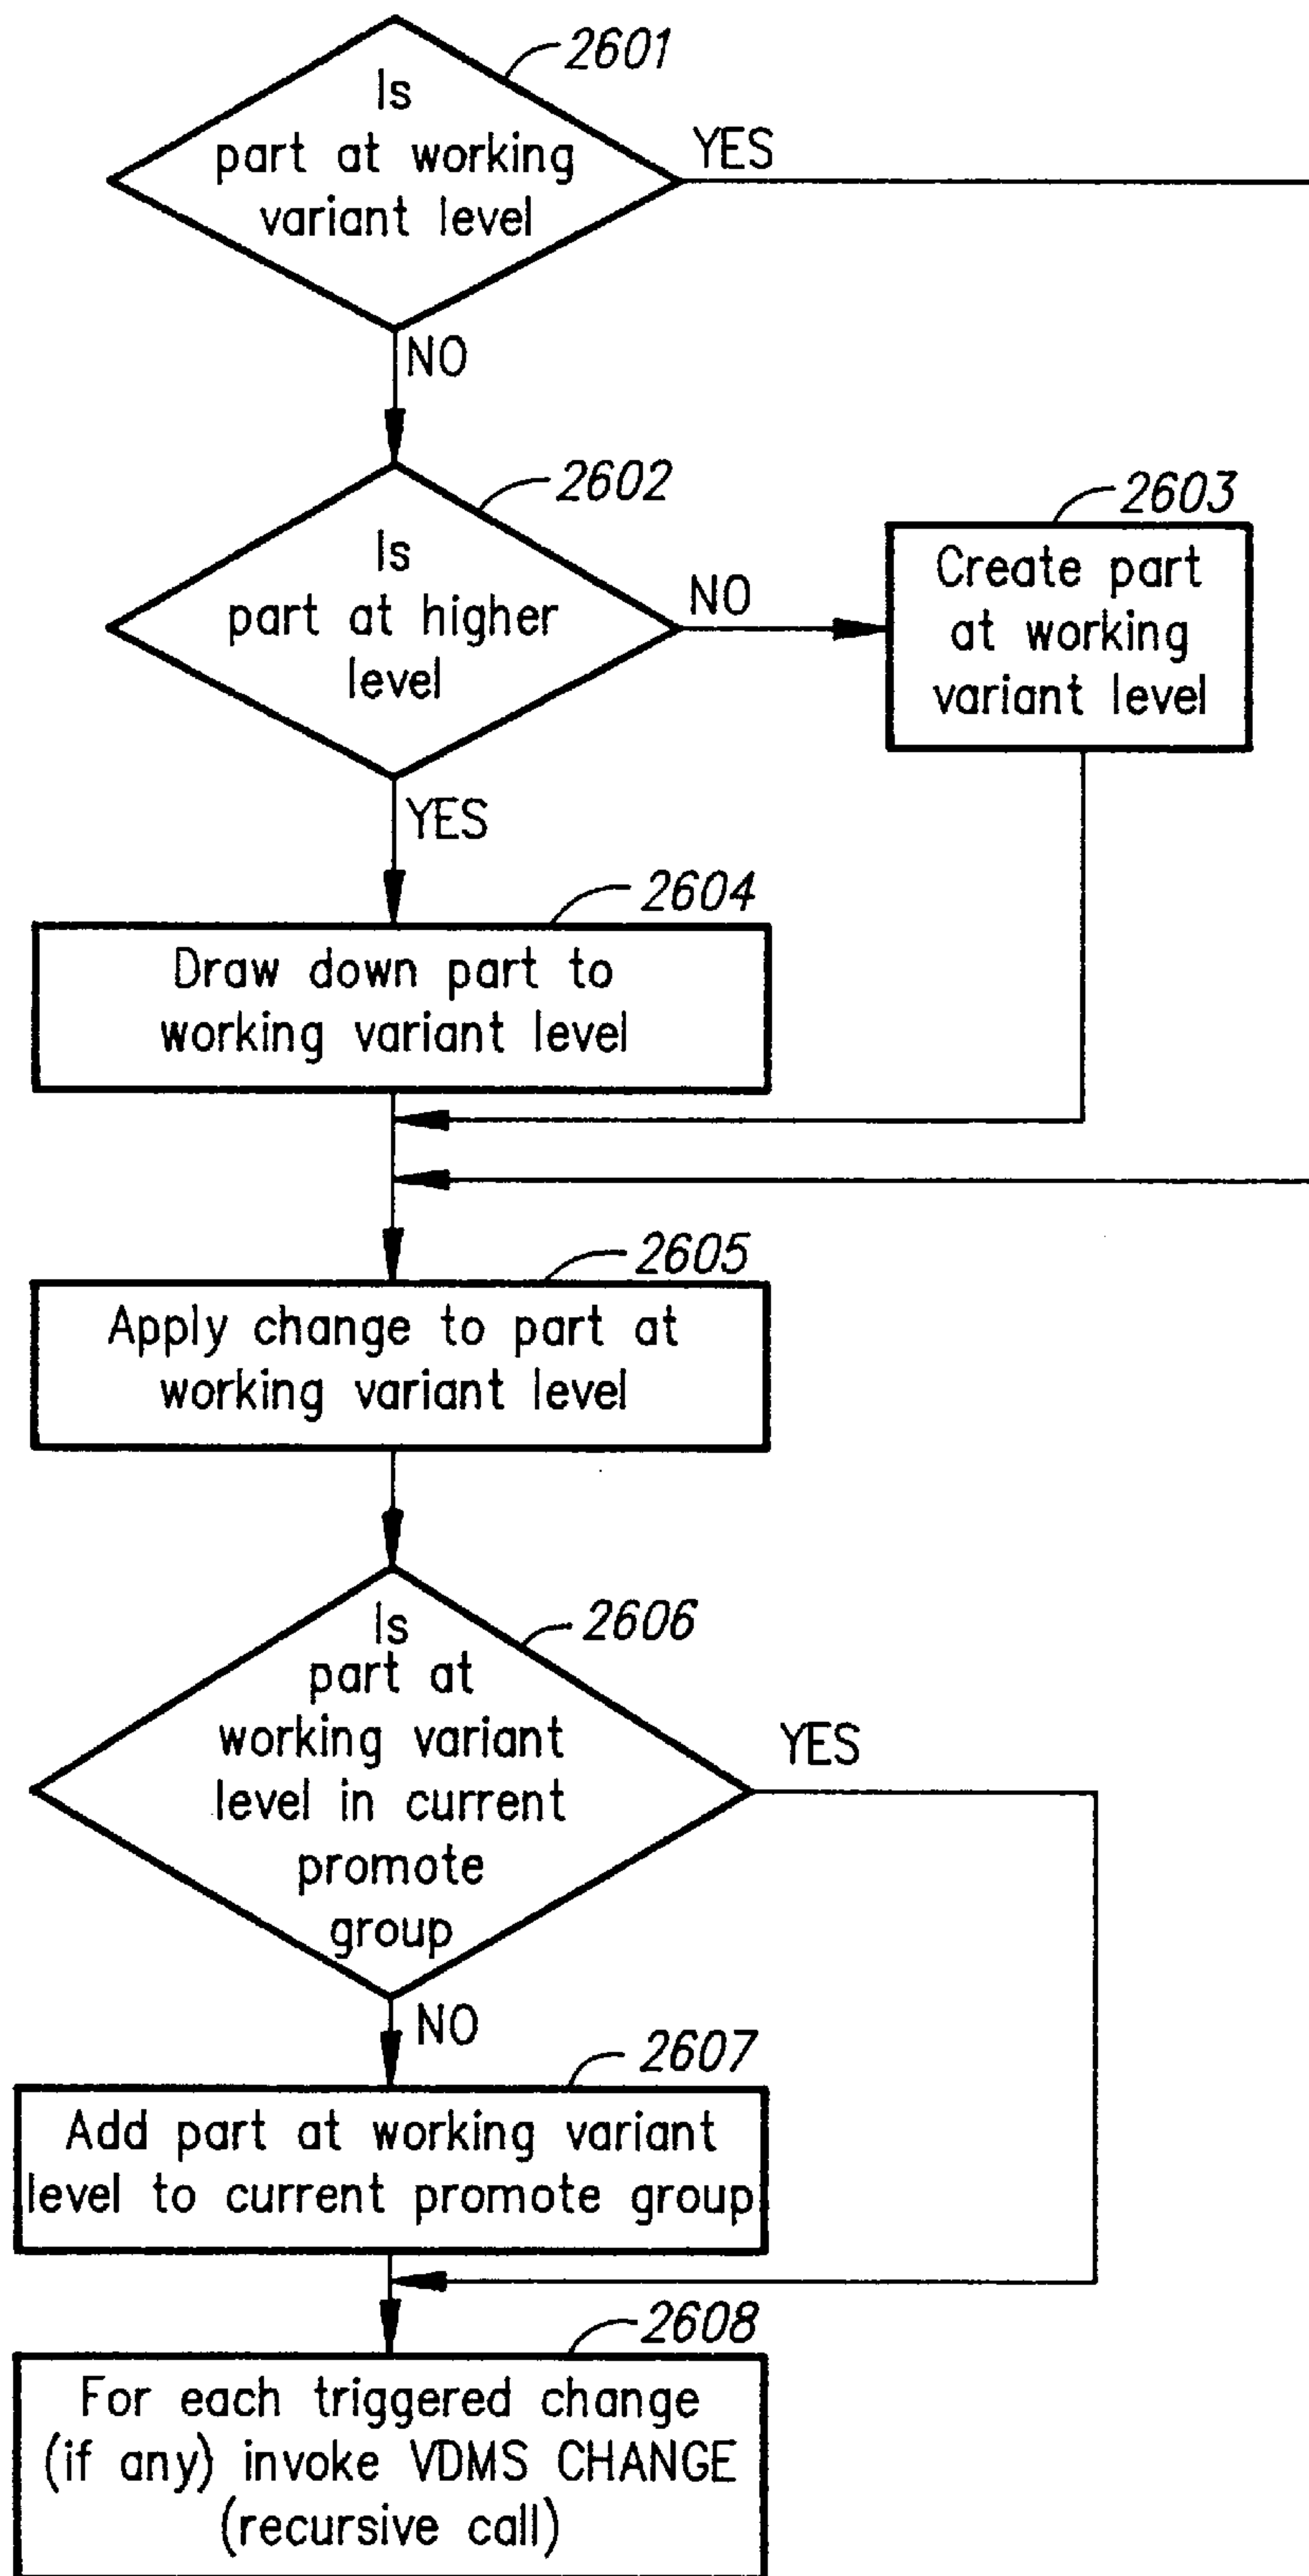 2601
Is
part at working
variant level
YES
NO
2602
Is
part at higher
level
NO
2603
Create part
at working
variant level
YES
2604
Draw down part to
working variant level
2605
Apply change to part at
working variant level
2606
Is
part at
working variant
level in current
promote
group
YES
NO
2607
Add part at working variant
level to current promote group
2608
For each triggered change
(if any) invoke VDMS CHANGE
(recursive call)